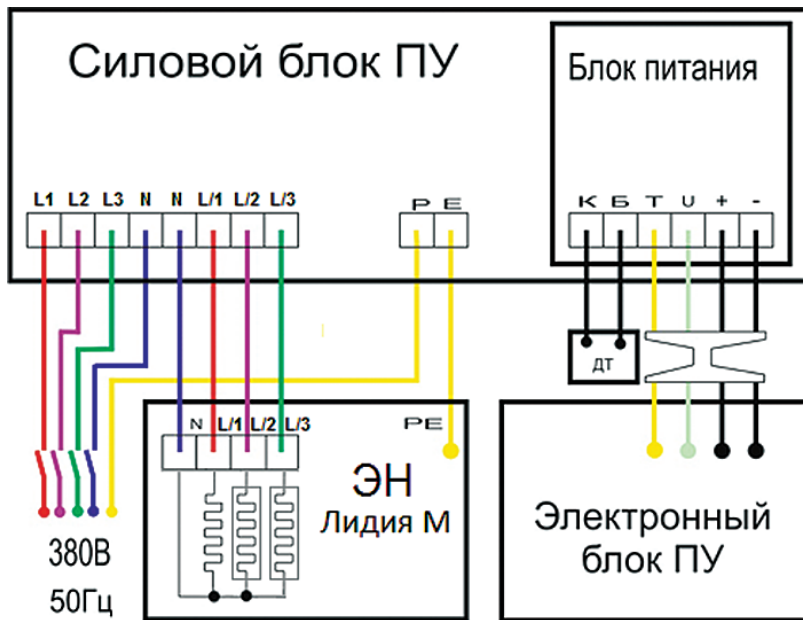 Силовой блок ПУ
Блок питания
L1 L2 L3 N N L/1 L/2 L/3
P E
К Б Т U + -
ДТ
N L/1 L/2 L/3
PE
ЭН
Лидия М
380В
50Гц
Электронный
блок ПУ